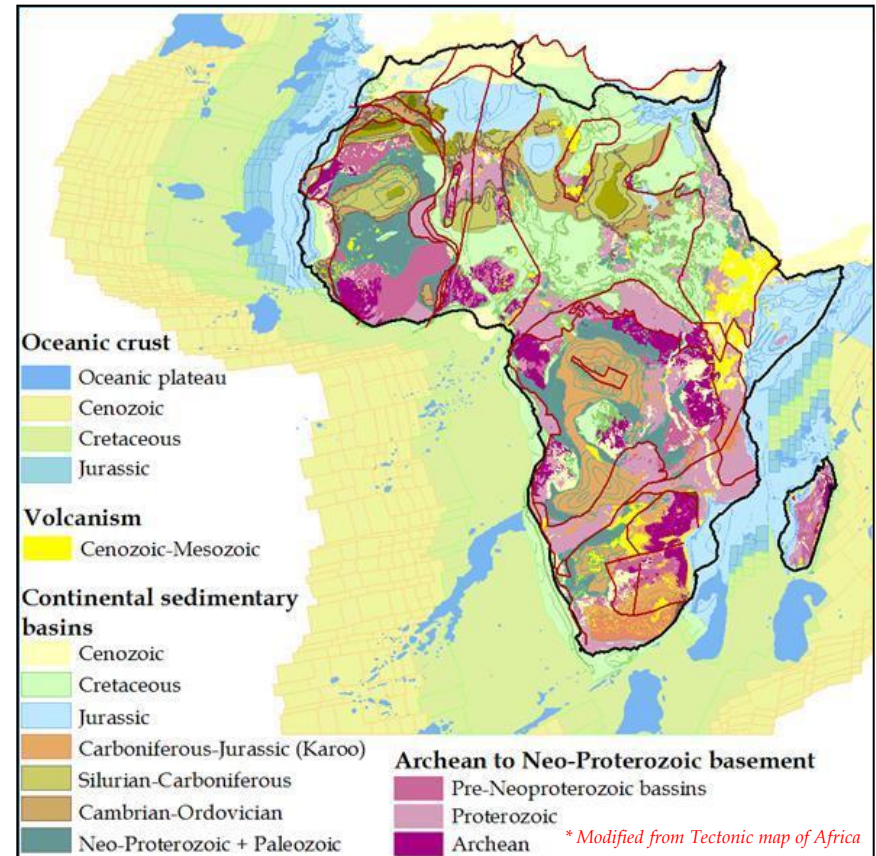 Oceanic crust
Oceanic plateau
Cenozoic
Cretaceous
Jurassic
Volcanism
Cenozoic-Mesozoic
Continental sedimentary
basins
Cenozoic
Cretaceous
Jurassic
Carboniferous-Jurassic (Karoo)
Silurian-Carboniferous
Cambrian-Ordovician
Neo-Proterozoic + Paleozoic
Archean to Neo-Proterozoic basement
Pre-Neoproterozoic bassins
Proterozoic
Archean
* Modified from Tectonic map of Africa